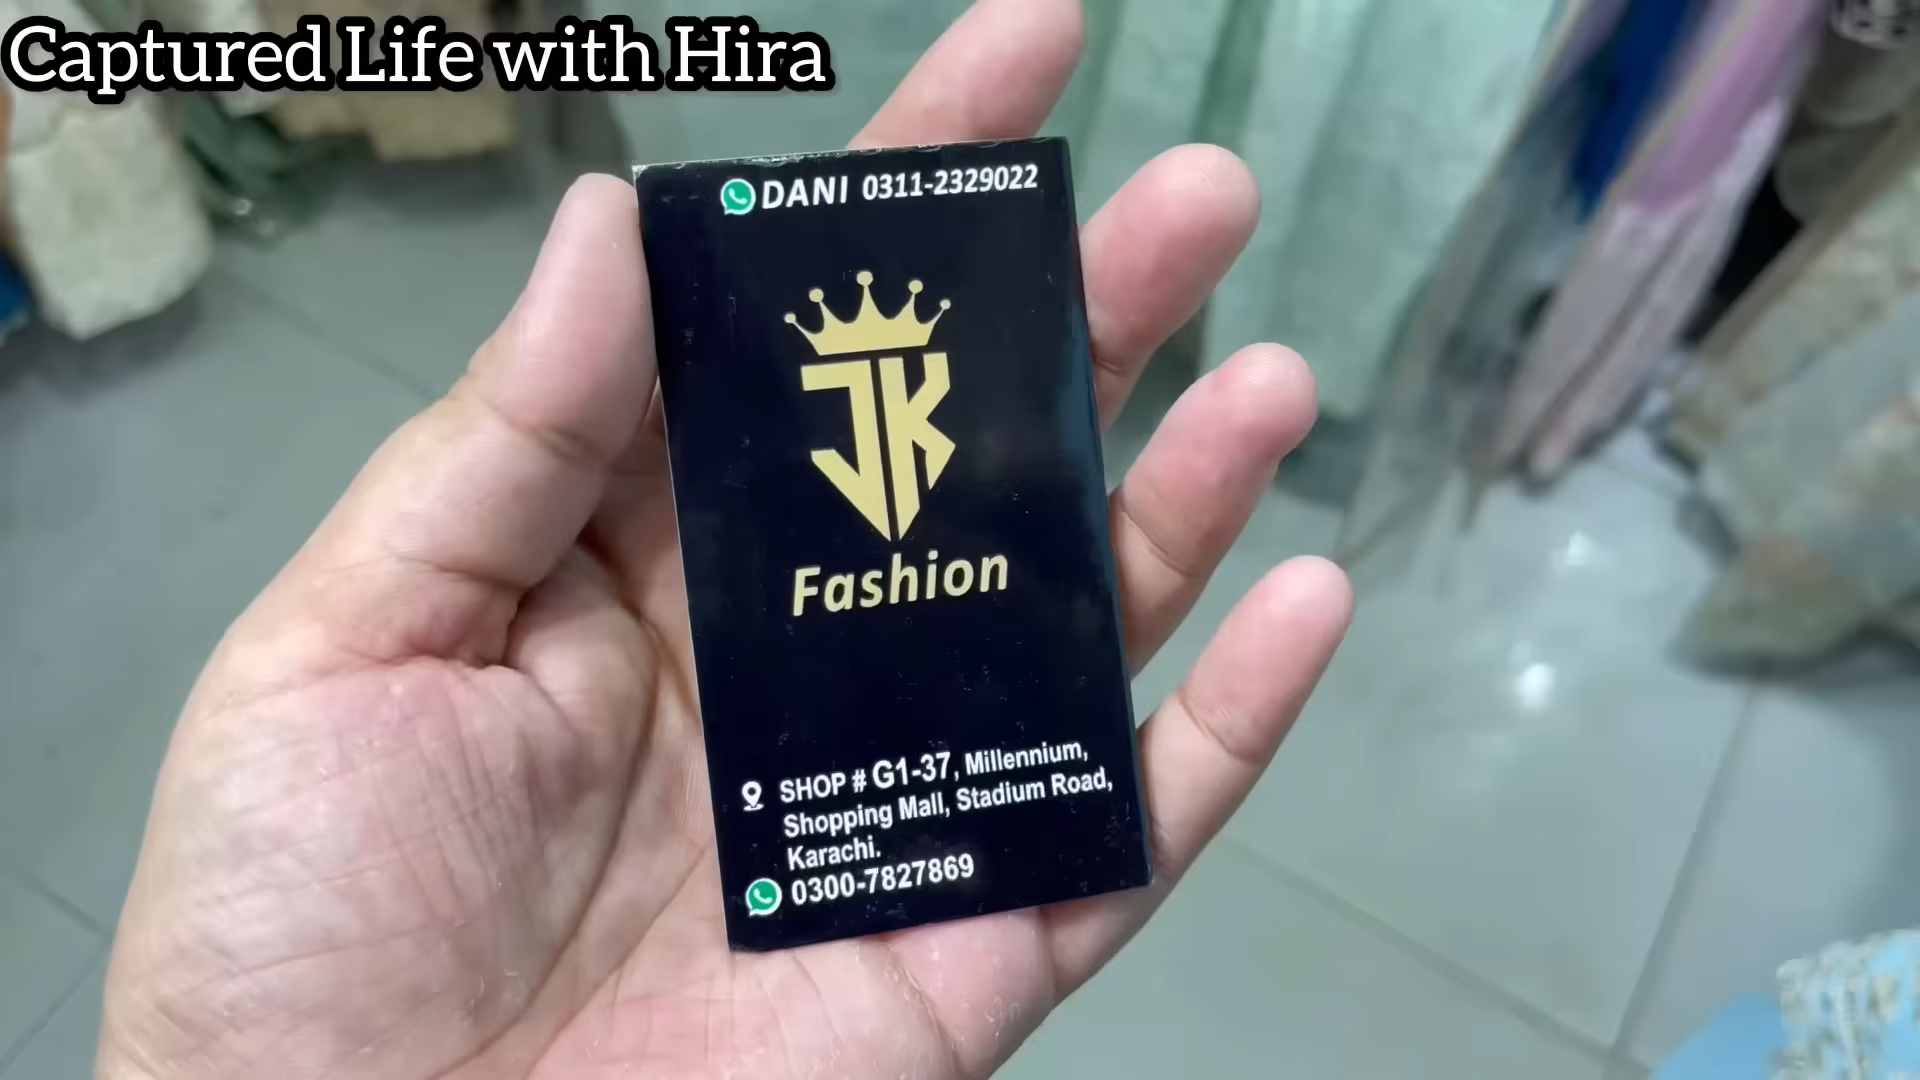 Captured Life with Hira
DANI 0311-2329022
JK
Fashion
SHOP # G1-37, Millennium,
Shopping Mall, Stadium Road,
Karachi.
0300-7827869